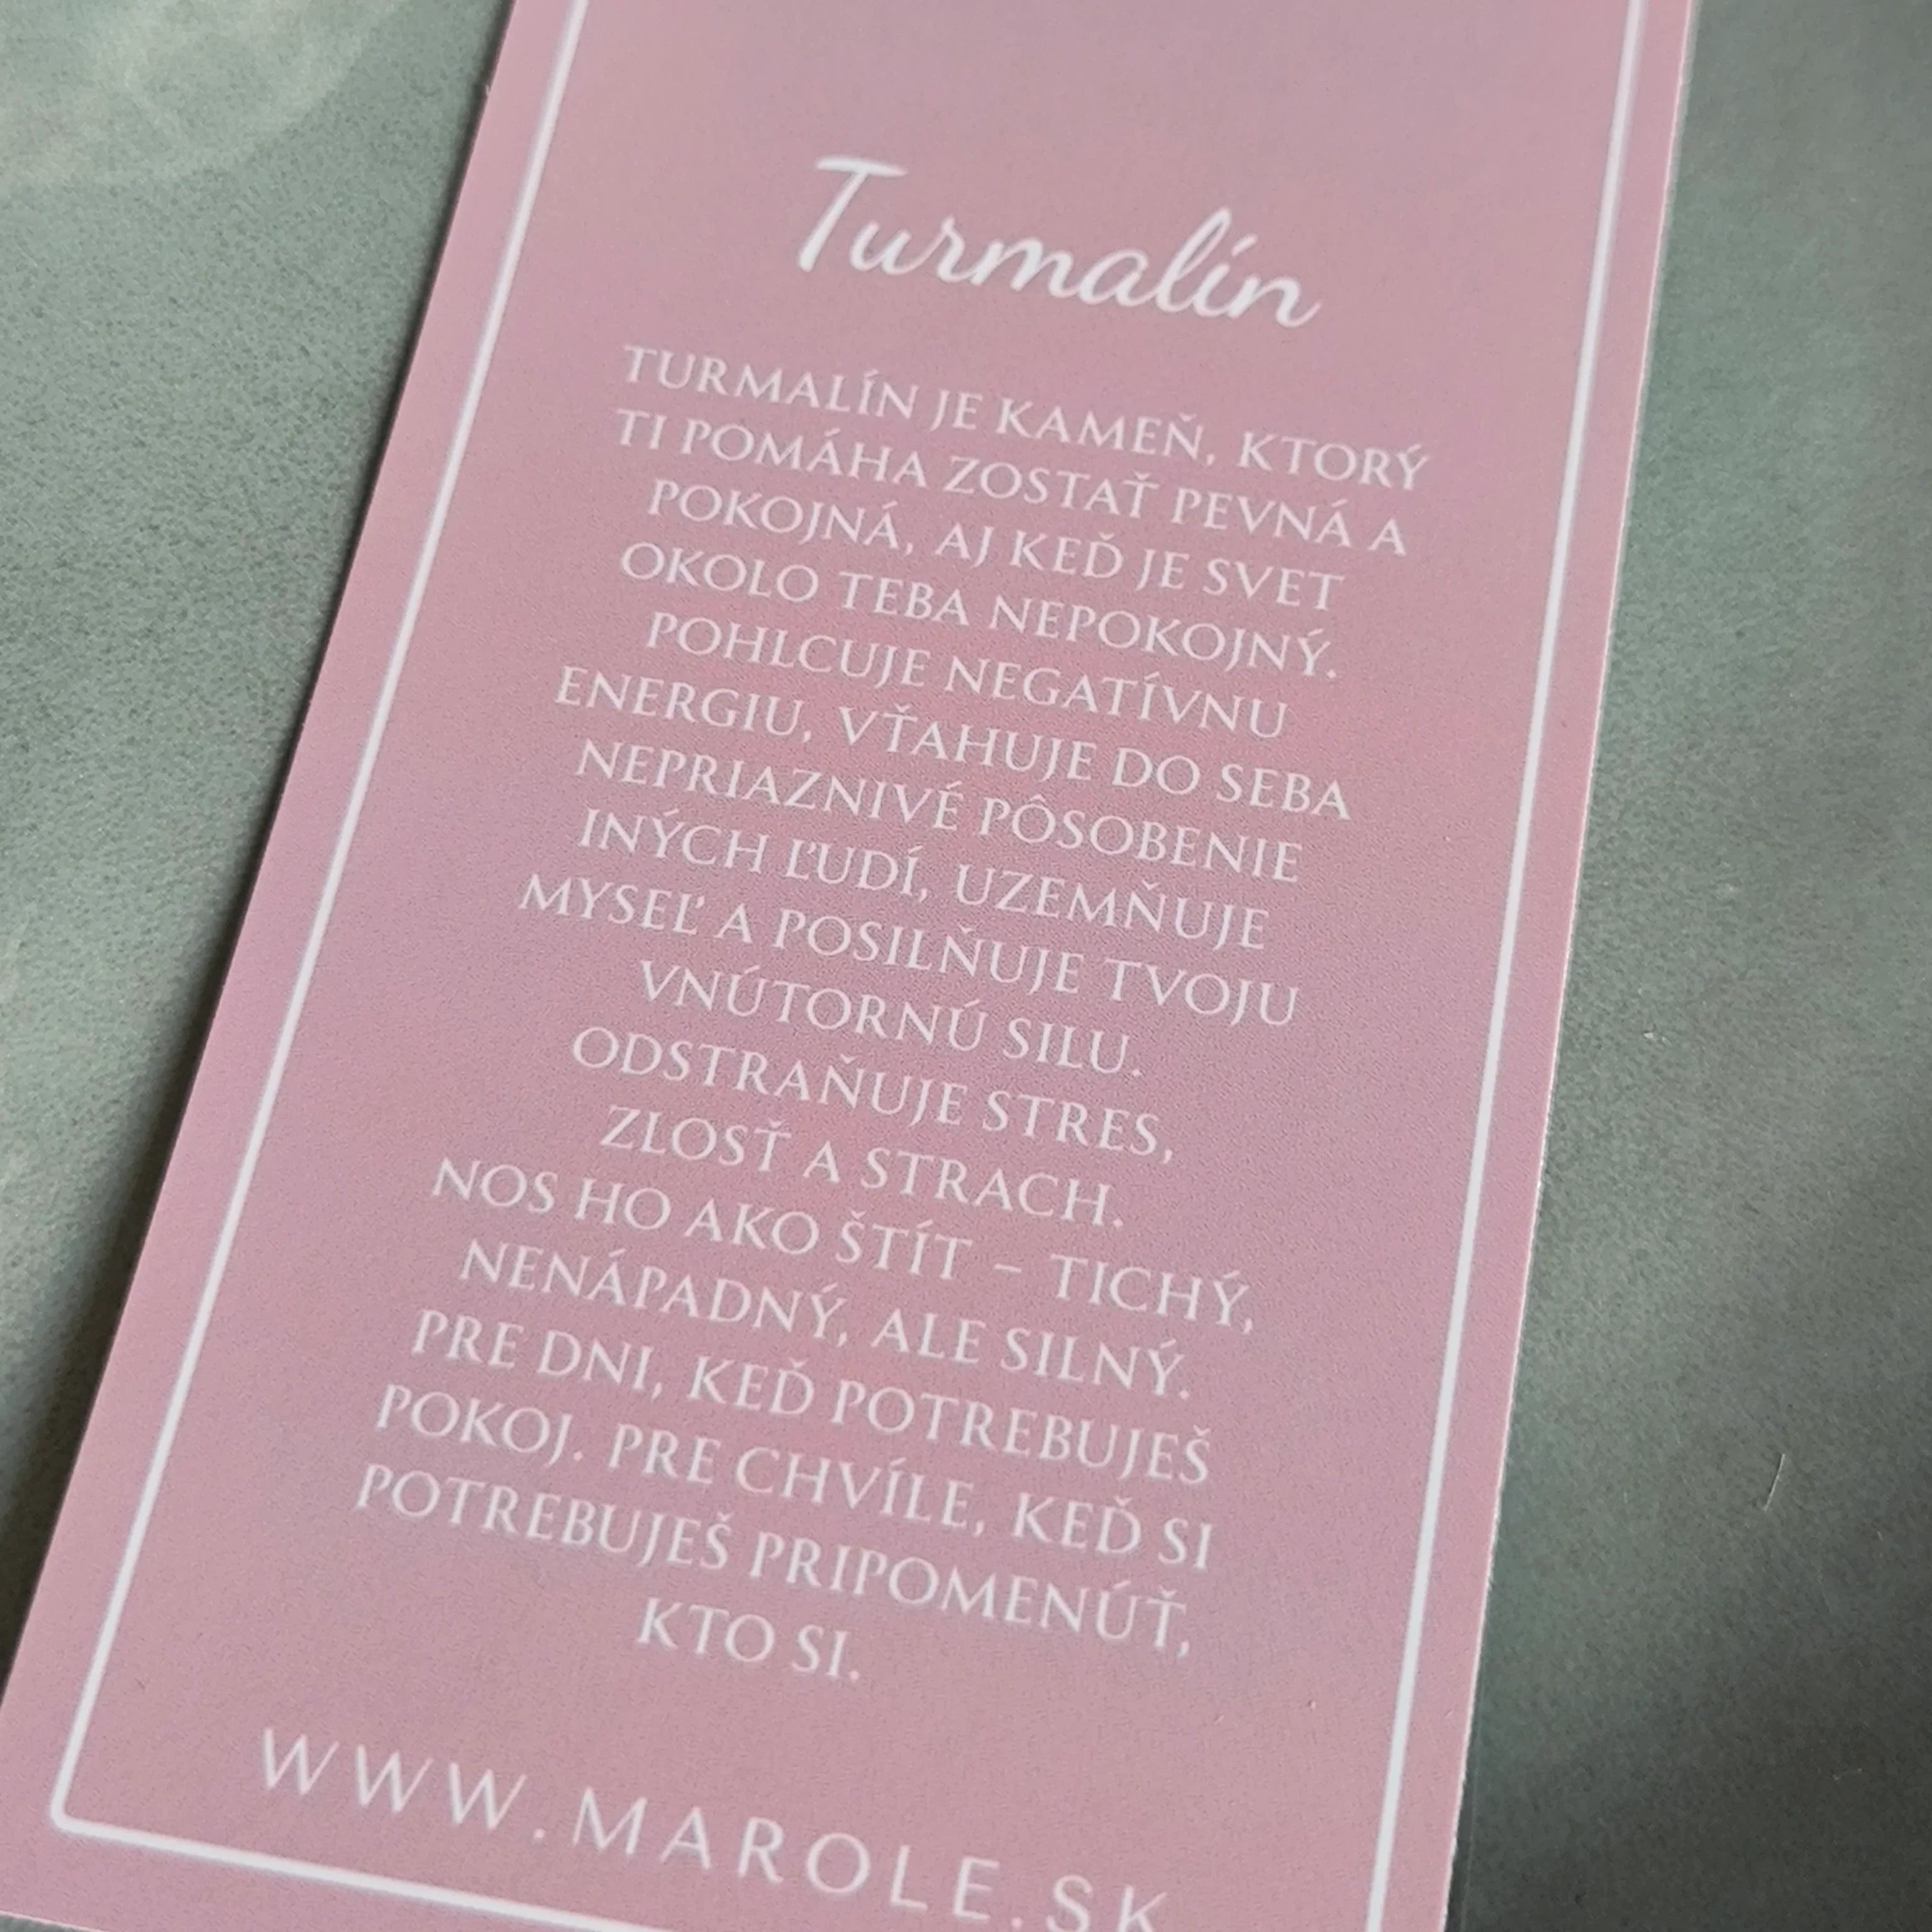 Turmalín
TURMALÍN JE KAMEŇ, KTORÝ
TI POMÁHA ZOSTAŤ PEVNÁ A
POKOJNÁ, AJ KEĎ JE SVET
OKOLO TEBA NEPOKOJNÝ.
POHLCUJE NEGATÍVNU
ENERGIU, VŤAHUJE DO SEBA
NEPRIAZNIVÉ PÔSOBENIE
INÝCH ĽUDÍ, UZEMŇUJE
MYSEĽ A POSILŇUJE TVOJU
VNÚTORNÚ SILU.
ODSTRAŇUJE STRES,
ZLOSŤ A STRACH.
NOS HO AKO ŠTÍT – TICHÝ,
NENÁPADNÝ, ALE SILNÝ.
PRE DNI, KEĎ POTREBUJEŠ
POKOJ. PRE CHVÍLE, KEĎ SI
POTREBUJEŠ PRIPOMENÚŤ,
KTO SI.
WWW.MAROLE.SK